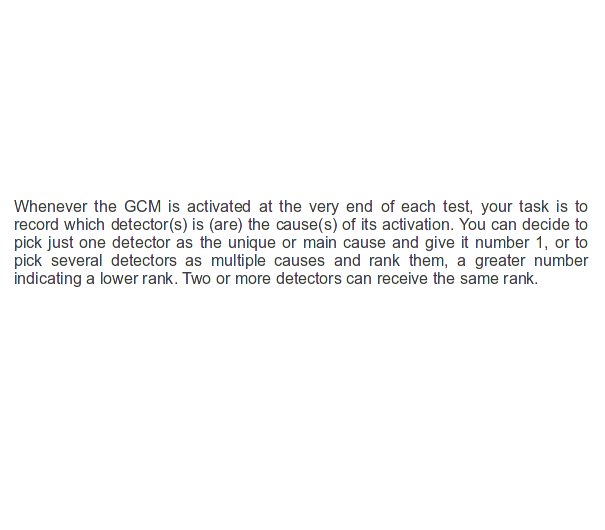 Whenever the GCM is activated at the very end of each test, your task is to
record which detector(s) is (are) the cause(s) of its activation. You can decide to
pick just one detector as the unique or main cause and give it number 1, or to
pick several detectors as multiple causes and rank them, a greater number
indicating a lower rank. Two or more detectors can receive the same rank.